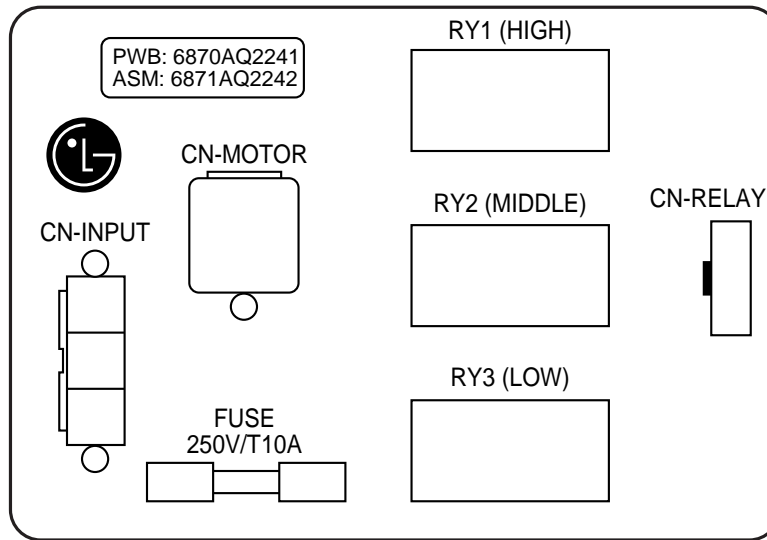 PWB: 6870AQ2241
ASM: 6871AQ2242
RY1 (HIGH)
LG
CN-MOTOR
RY2 (MIDDLE)
CN-RELAY
CN-INPUT
RY3 (LOW)
FUSE
250V/T10A